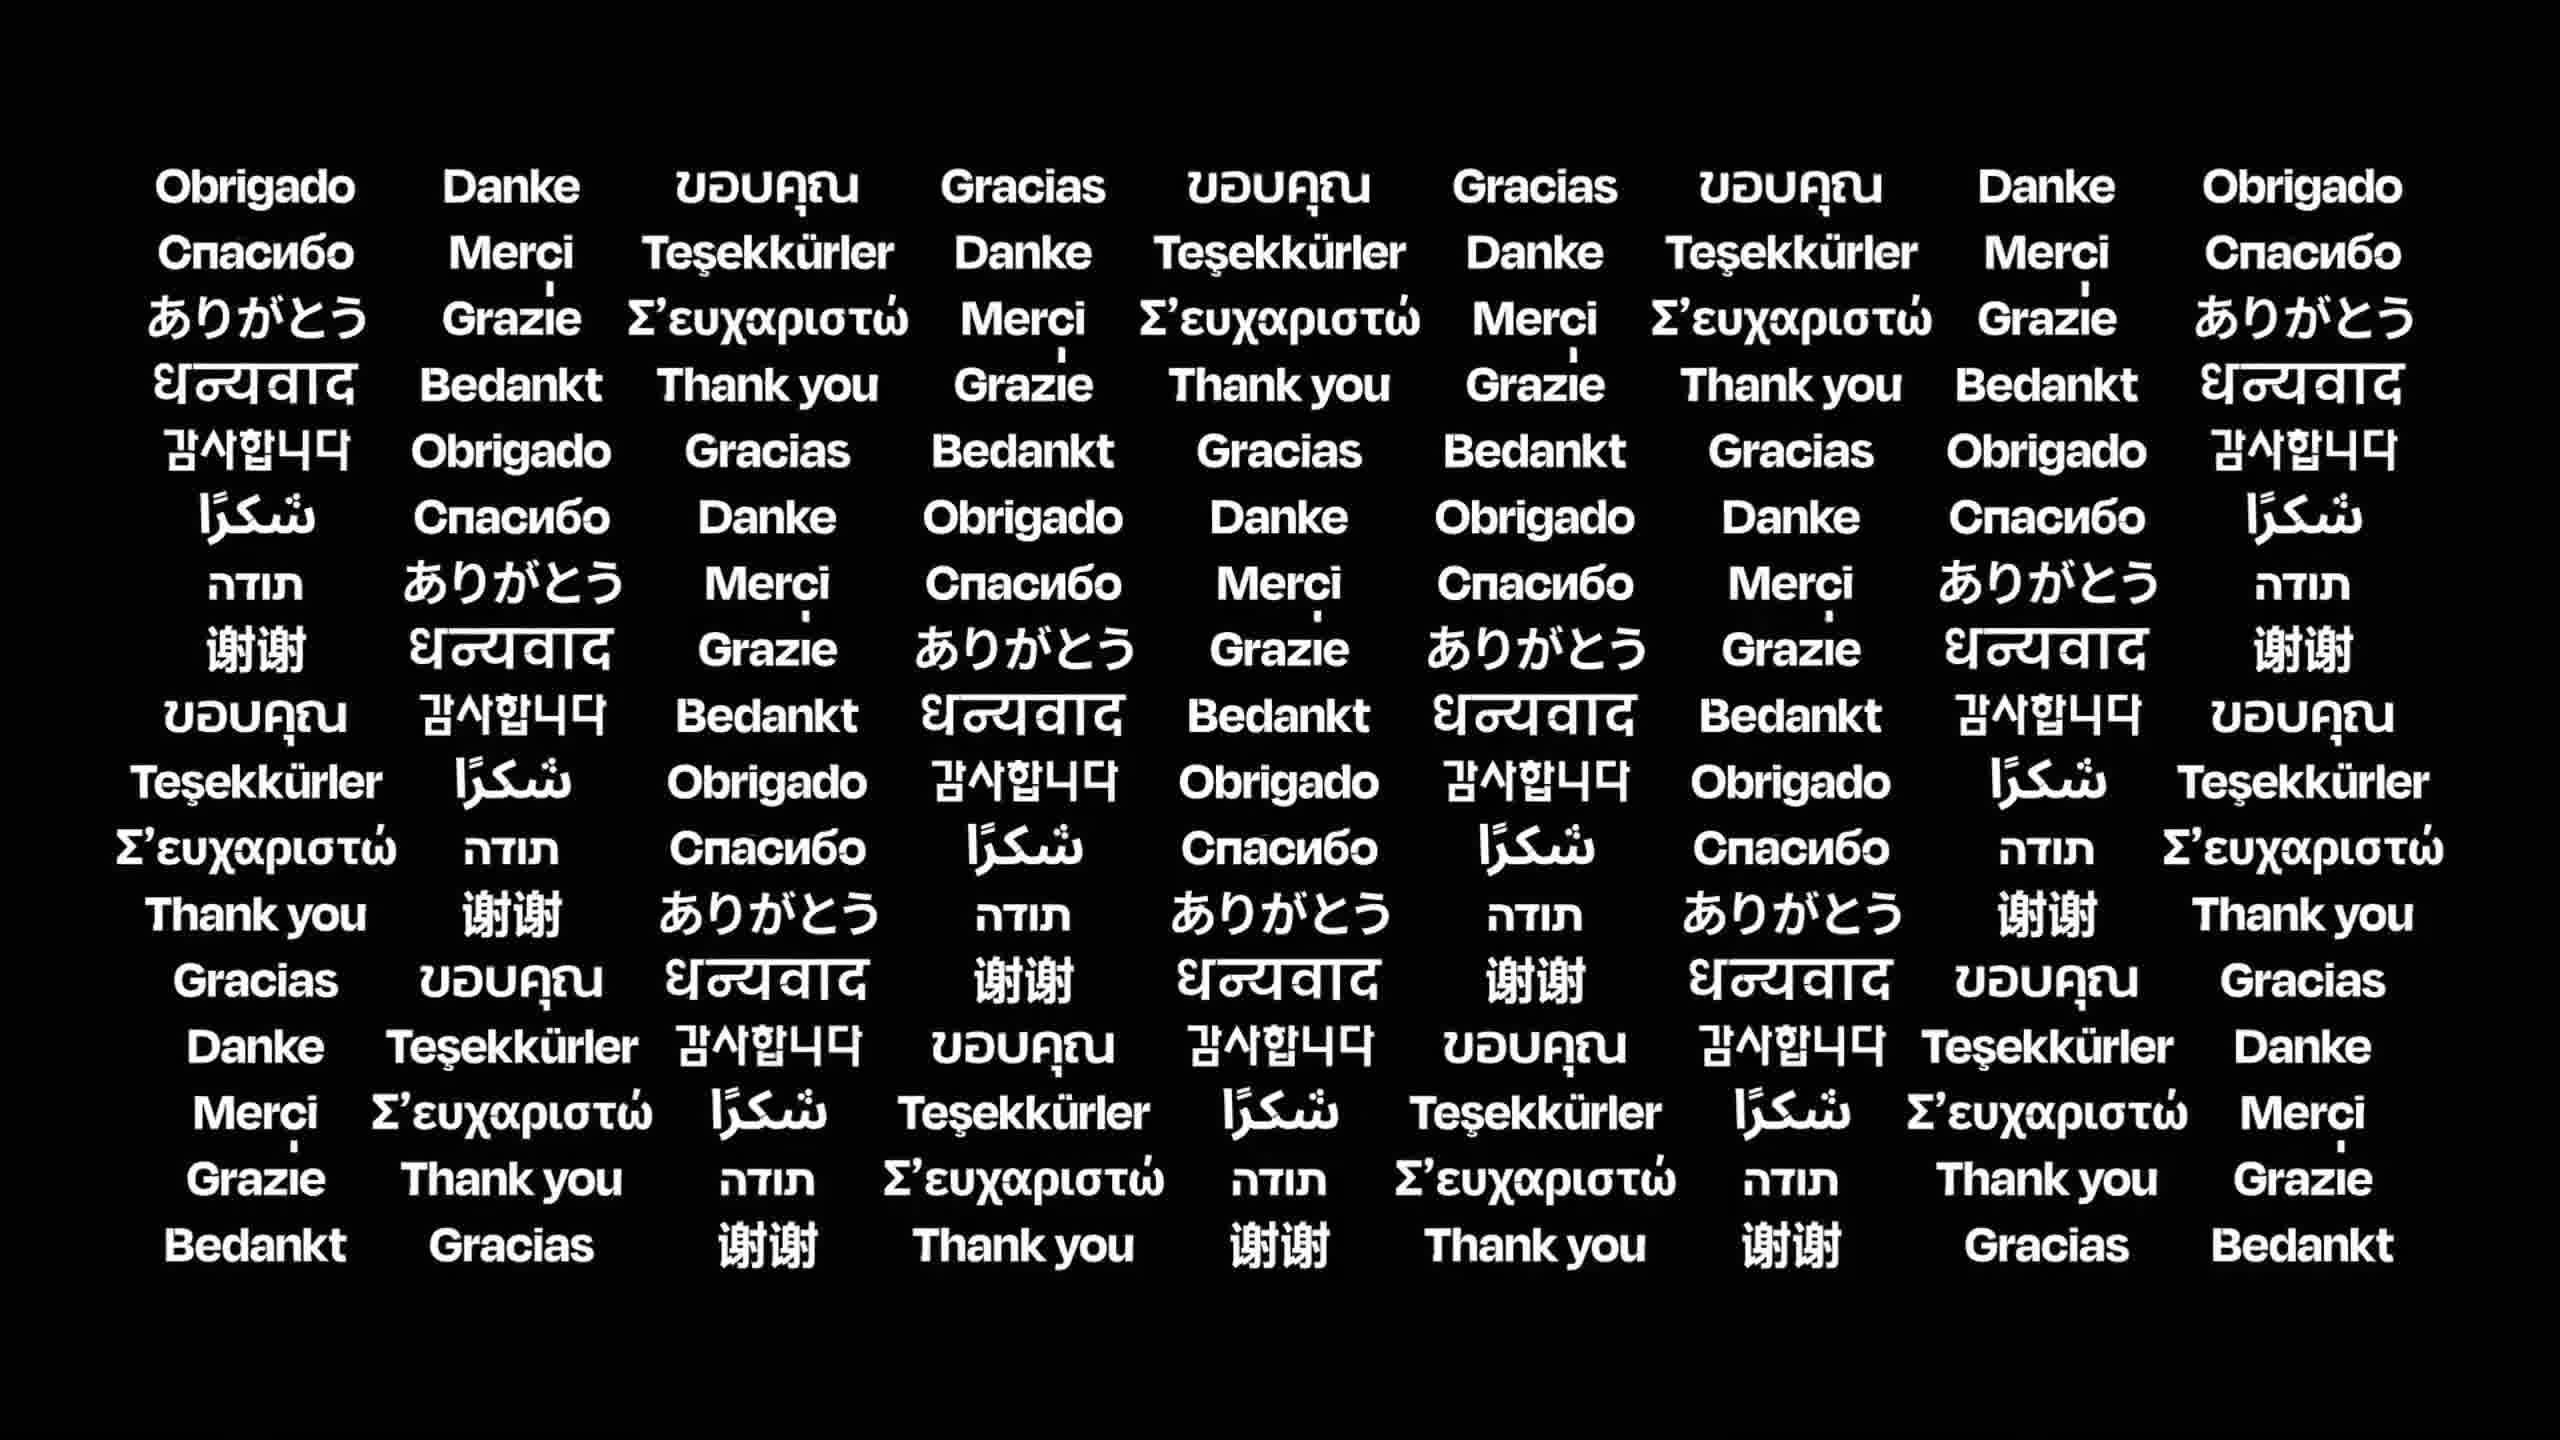 Obrigado Danke ขอบคุณ Gracias ขอบคุณ Gracias ขอบคุณ Danke Obrigado
Спасибо Merci Teşekkürler Danke Teşekkürler Danke Teşekkürler Merci Спасибо
ありがとう Grazie Σ’ευχαριστώ Merci Σ’ευχαριστώ Merci Σ’ευχαριστώ Grazie ありがとう
धन्यवाद Bedankt Thank you Grazie Thank you Grazie Thank you Bedankt धन्यवाद
감사합니다 Obrigado Gracias Bedankt Gracias Bedankt Gracias Obrigado 감사합니다
شكرًا Спасибо Danke Obrigado Danke Obrigado Danke Спасибо شكرًا
תודה ありがとう Merci Спасибо Merci Спасибо Merci ありがとう תודה
谢谢 धन्यवाद Grazie ありがとう Grazie ありがとう Grazie धन्यवाद 谢谢
ขอบคุณ 감사합니다 Bedankt धन्यवाद Bedankt धन्यवाद Bedankt 감사합니다 ขอบคุณ
Teşekkürler شكرًا Obrigado 감사합니다 Obrigado 감사합니다 Obrigado شكرًا Teşekkürler
Σ’ευχαριστώ תודה Спасибо شكرًا Спасибо شكرًا Спасибо תודה Σ’ευχαριστώ
Thank you 谢谢 ありがとう תודה ありがとう תודה ありがとう 谢谢 Thank you
Gracias ขอบคุณ धन्यवाद 谢谢 धन्यवाद 谢谢 धन्यवाद ขอบคุณ Gracias
Danke Teşekkürler 감사합니다 ขอบคุณ 감사합니다 ขอบคุณ 감사합니다 Teşekkürler Danke
Merci Σ’ευχαριστώ شكرًا Teşekkürler شكرًا Teşekkürler شكرًا Σ’ευχαριστώ Merci
Grazie Thank you תודה Σ’ευχαριστώ תודה Σ’ευχαριστώ תודה Thank you Grazie
Bedankt Gracias 谢谢 Thank you 谢谢 Thank you 谢谢 Gracias Bedankt